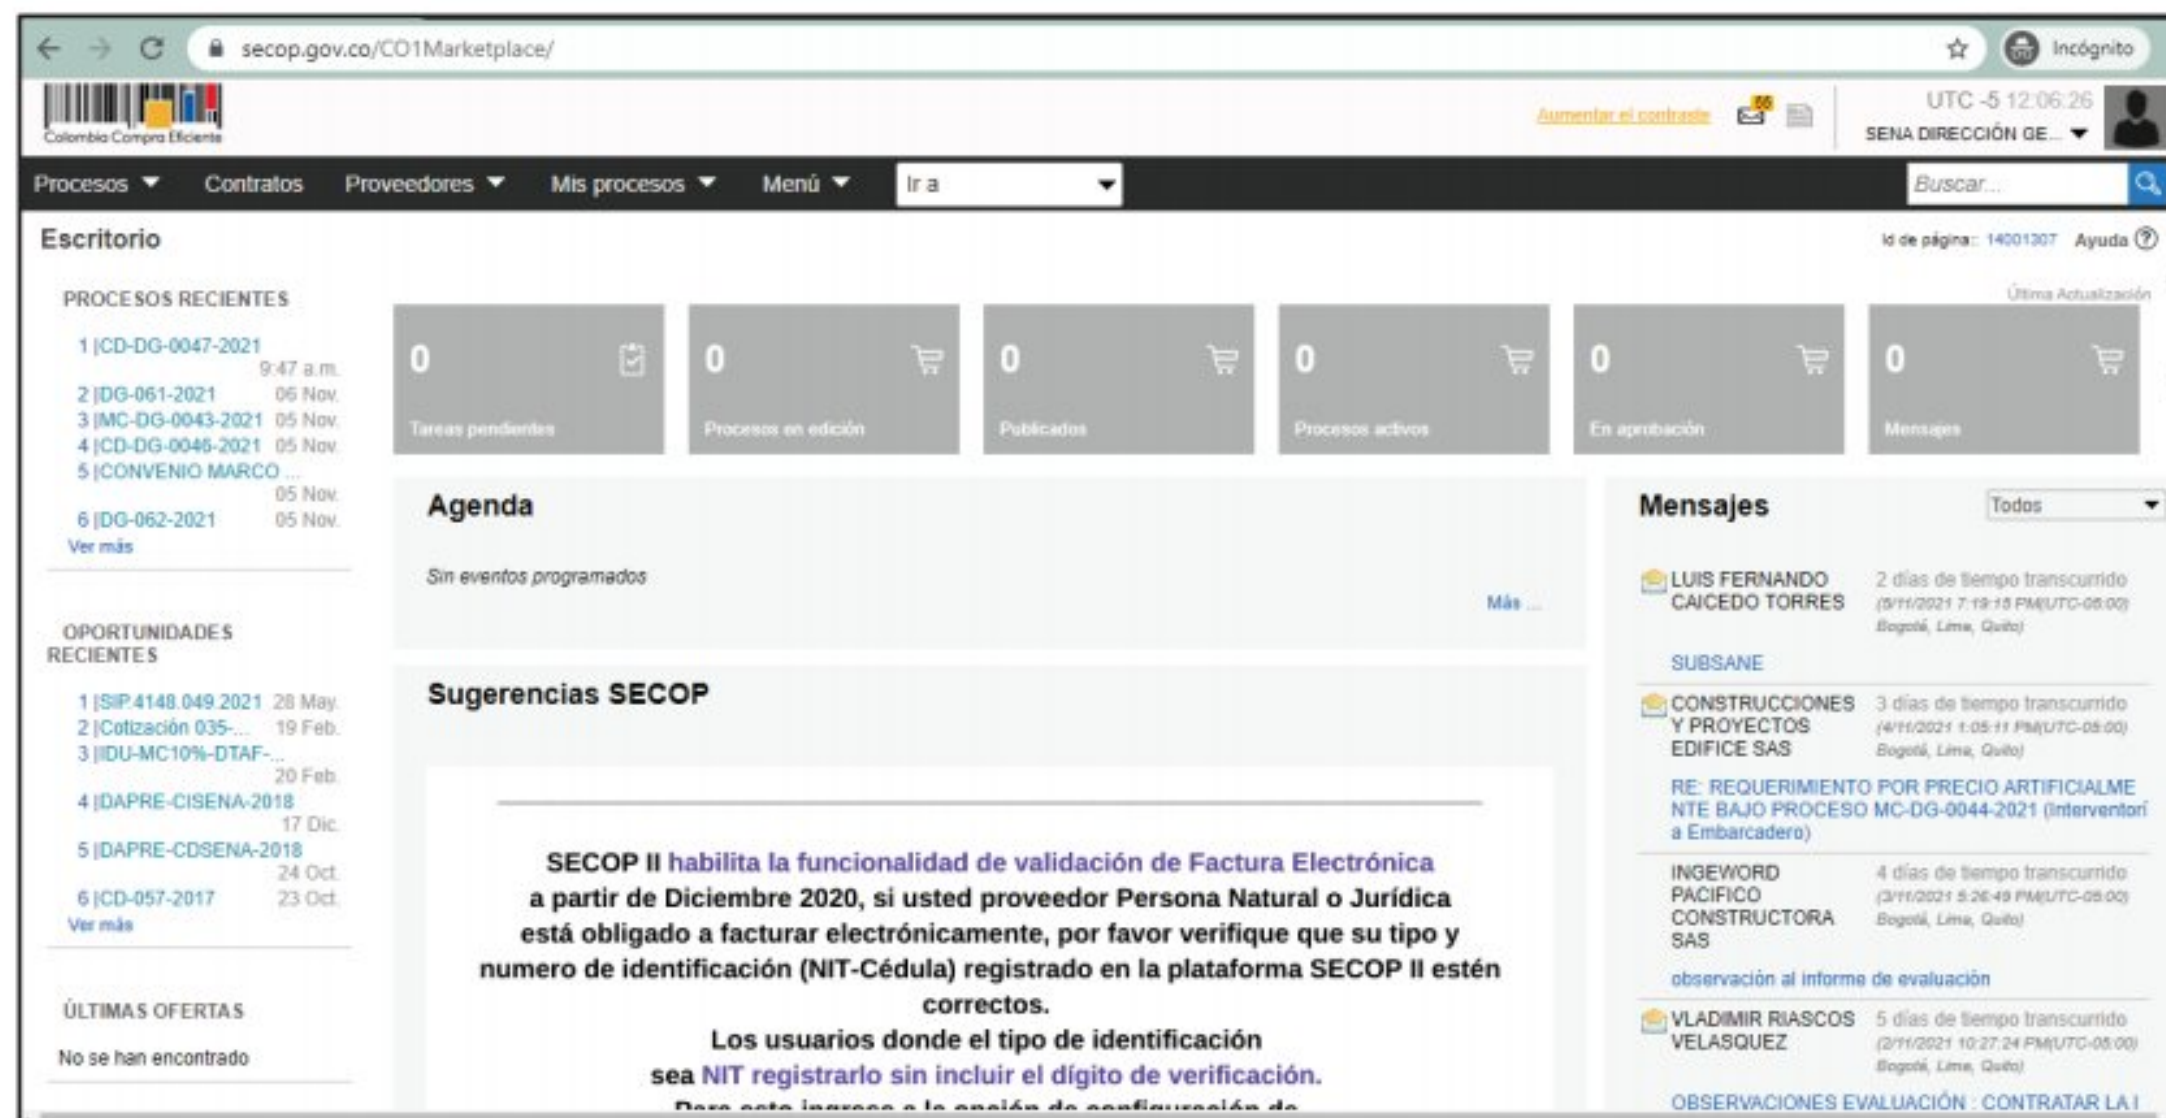 secop.gov.co/CO1Marketplace/
Incógnito
Colombia Compra Eficiente
Aumentar el contraste
55
UTC -5 12:06:26
SENA DIRECCIÓN GE...
Procesos
Contratos
Proveedores
Mis procesos
Menú
Ir a
Buscar...
Escritorio
Id de página:: 14001307 Ayuda
PROCESOS RECIENTES
1 |CD-DG-0047-2021
9:47 a.m.
2 |DG-061-2021 06 Nov.
3 |MC-DG-0043-2021 05 Nov.
4 |CD-DG-0046-2021 05 Nov.
5 |CONVENIO MARCO ...
05 Nov.
6 |DG-062-2021 05 Nov.
Ver más
OPORTUNIDADES
RECIENTES
1 |SIP.4148.049.2021 28 May.
2 |Cotización 035-... 19 Feb.
3 |IDU-MC10%-DTAF-...
20 Feb.
4 |DAPRE-CISENA-2018
17 Dic.
5 |DAPRE-CDSENA-2018
24 Oct.
6 |CD-057-2017 23 Oct.
Ver más
ÚLTIMAS OFERTAS
No se han encontrado
Última Actualización
0
Tareas pendientes
0
Procesos en edición
0
Publicados
0
Procesos activos
0
En aprobación
0
Mensajes
Agenda
Sin eventos programados
Más ...
Sugerencias SECOP
SECOP II habilita la funcionalidad de validación de Factura Electrónica
a partir de Diciembre 2020, si usted proveedor Persona Natural o Jurídica
está obligado a facturar electrónicamente, por favor verifique que su tipo y
numero de identificación (NIT-Cédula) registrado en la plataforma SECOP II estén
correctos.
Los usuarios donde el tipo de identificación
sea NIT registrarlo sin incluir el dígito de verificación.
Para esto ingrese a la opción de configuración de
Mensajes
Todos
LUIS FERNANDO
CAICEDO TORRES
2 días de tiempo transcurrido
(5/11/2021 7:19:18 PM(UTC-05:00)
Bogotá, Lima, Quito)
SUBSANE
CONSTRUCCIONES
Y PROYECTOS
EDIFICE SAS
3 días de tiempo transcurrido
(4/11/2021 1:05:11 PM(UTC-05:00)
Bogotá, Lima, Quito)
RE: REQUERIMIENTO POR PRECIO ARTIFICIALME
NTE BAJO PROCESO MC-DG-0044-2021 (Interventorí
a Embarcadero)
INGEWORD
PACIFICO
CONSTRUCTORA
SAS
4 días de tiempo transcurrido
(3/11/2021 5:26:49 PM(UTC-05:00)
Bogotá, Lima, Quito)
observación al informe de evaluación
VLADIMIR RIASCOS
VELASQUEZ
5 días de tiempo transcurrido
(2/11/2021 10:27:24 PM(UTC-05:00)
Bogotá, Lima, Quito)
OBSERVACIONES EVALUACIÓN : CONTRATAR LA I